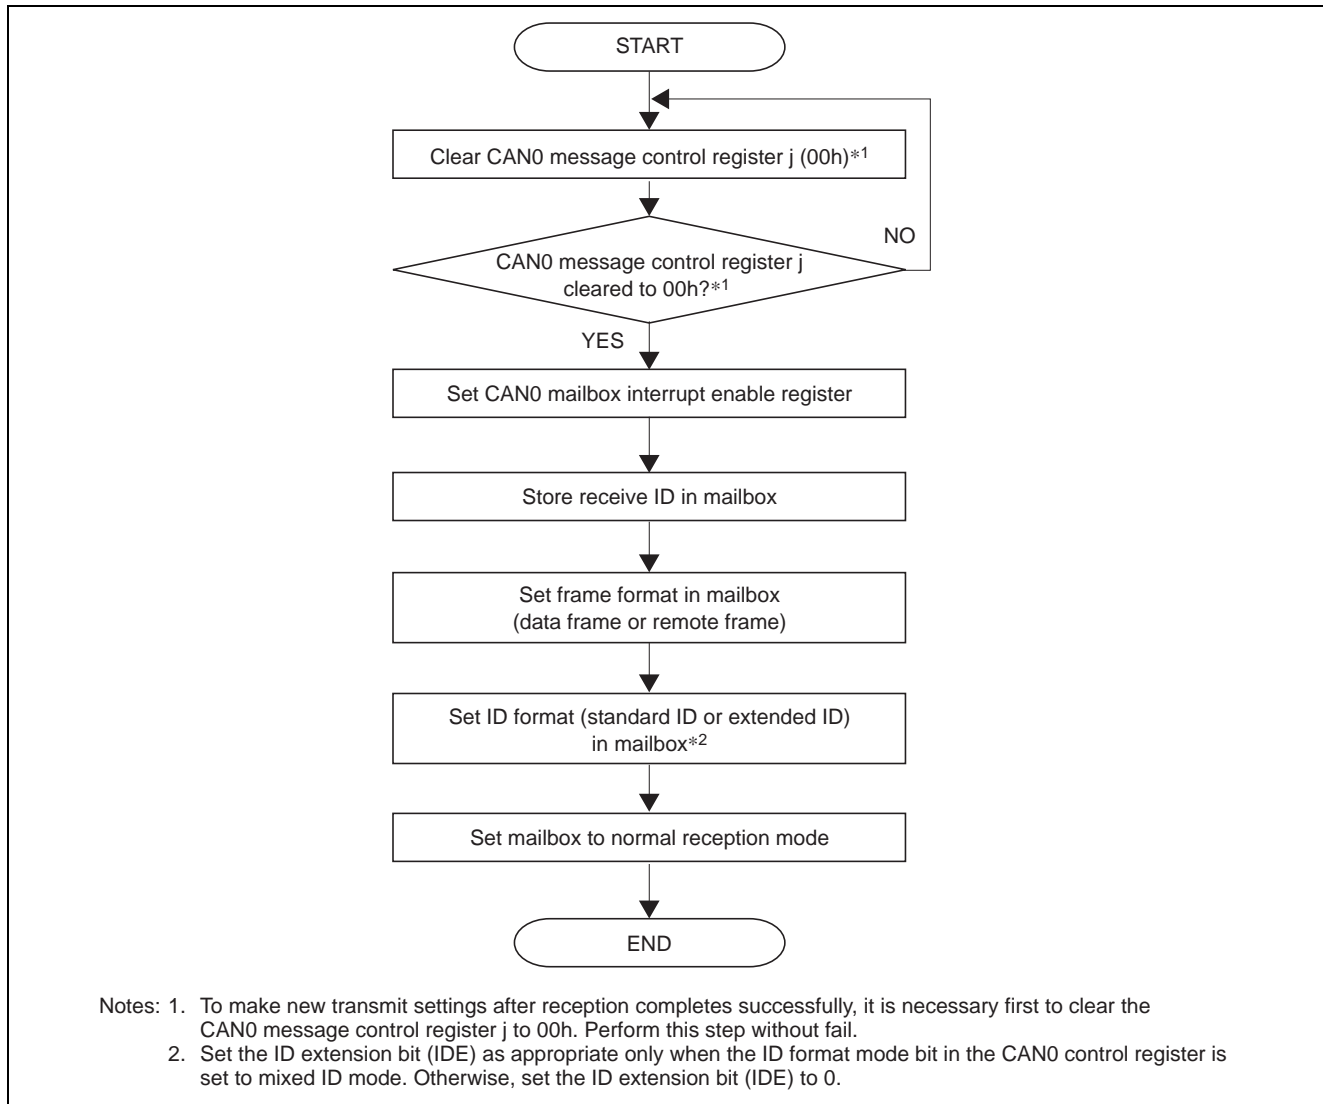 START
Clear CAN0 message control register j (00h)*1
NO
CAN0 message control register j
cleared to 00h?*1
YES
Set CAN0 mailbox interrupt enable register
Store receive ID in mailbox
Set frame format in mailbox
(data frame or remote frame)
Set ID format (standard ID or extended ID)
in mailbox*2
Set mailbox to normal reception mode
END
Notes: 1. To make new transmit settings after reception completes successfully, it is necessary first to clear the
CAN0 message control register j to 00h. Perform this step without fail.
2. Set the ID extension bit (IDE) as appropriate only when the ID format mode bit in the CAN0 control register is
set to mixed ID mode. Otherwise, set the ID extension bit (IDE) to 0.